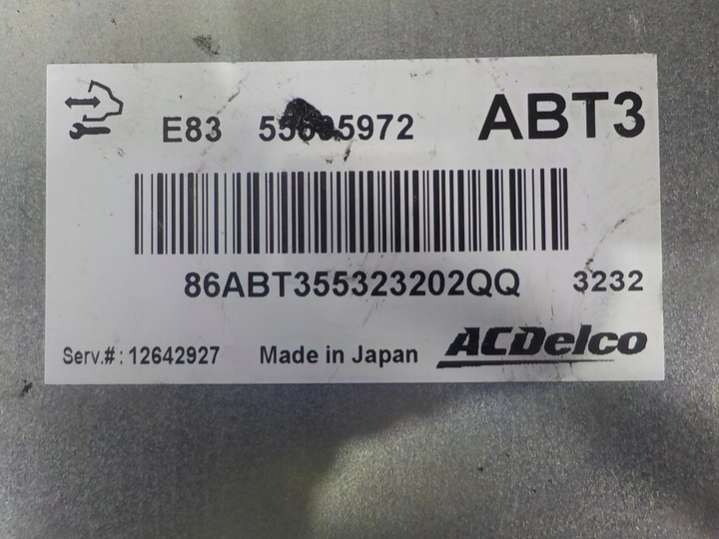 E83 ABT3
86ABT355323202QQ 3232
Serv.#: 12642927 Made in Japan ACDelco